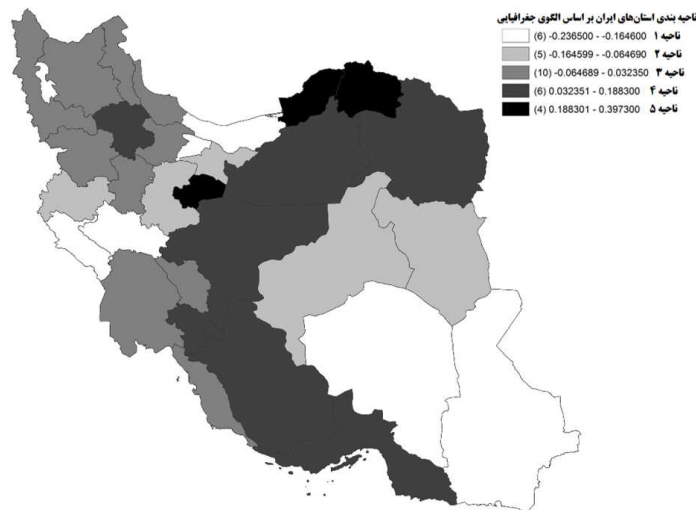 ناحیه بندی استان‌های ایران بر اساس الگوی جغرافیایی
ناحیه ۱ (6) -0.236500 - -0.164600
ناحیه ۲ (5) -0.164599 - -0.064690
ناحیه ۳ (10) -0.064689 - 0.032350
ناحیه ۴ (6) 0.032351 - 0.188300
ناحیه ۵ (4) 0.188301 - 0.397300